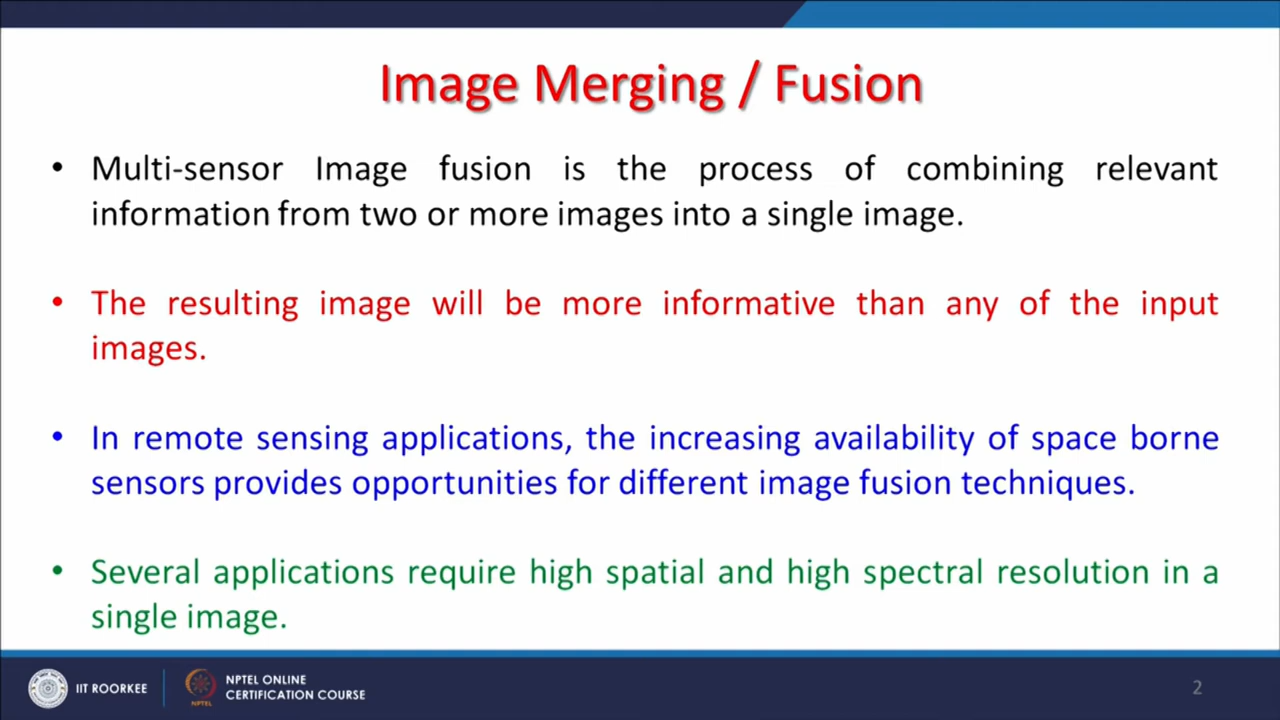 Image Merging / Fusion
• Multi-sensor Image fusion is the process of combining relevant
information from two or more images into a single image.
• The resulting image will be more informative than any of the input
images.
• In remote sensing applications, the increasing availability of space borne
sensors provides opportunities for different image fusion techniques.
• Several applications require high spatial and high spectral resolution in a
single image.
IIT ROORKEE
NPTEL
NPTEL ONLINE
CERTIFICATION COURSE
2